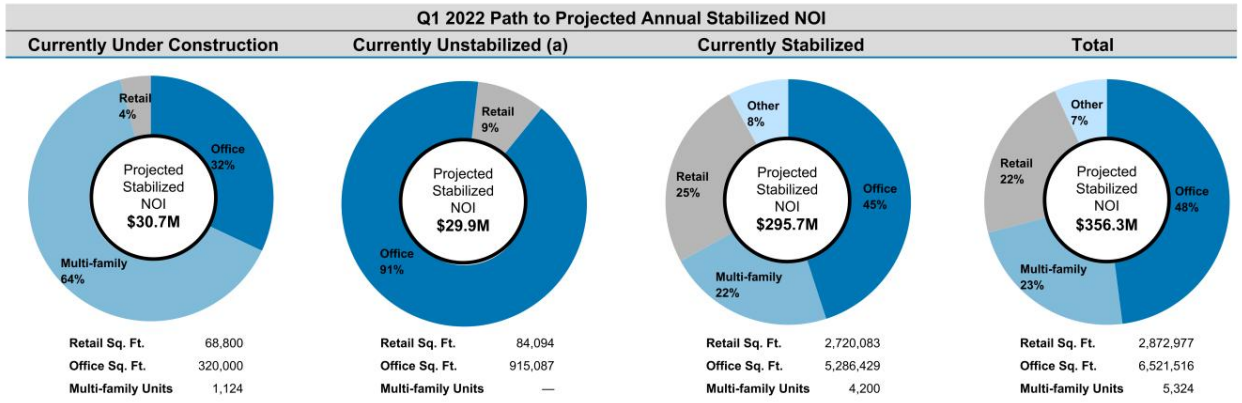 Q1 2022 Path to Projected Annual Stabilized NOI
Currently Under Construction
Currently Unstabilized (a)
Currently Stabilized
Total
Retail
4%
Office
32%
Multi-family
64%
Projected
Stabilized
NOI
$30.7M
Retail
9%
Office
91%
Projected
Stabilized
NOI
$29.9M
Other
8%
Retail
25%
Office
45%
Multi-family
22%
Projected
Stabilized
NOI
$295.7M
Other
7%
Retail
22%
Office
48%
Multi-family
23%
Projected
Stabilized
NOI
$356.3M
Retail Sq. Ft. 68,800
Office Sq. Ft. 320,000
Multi-family Units 1,124
Retail Sq. Ft. 84,094
Office Sq. Ft. 915,087
Multi-family Units —
Retail Sq. Ft. 2,720,083
Office Sq. Ft. 5,286,429
Multi-family Units 4,200
Retail Sq. Ft. 2,872,977
Office Sq. Ft. 6,521,516
Multi-family Units 5,324